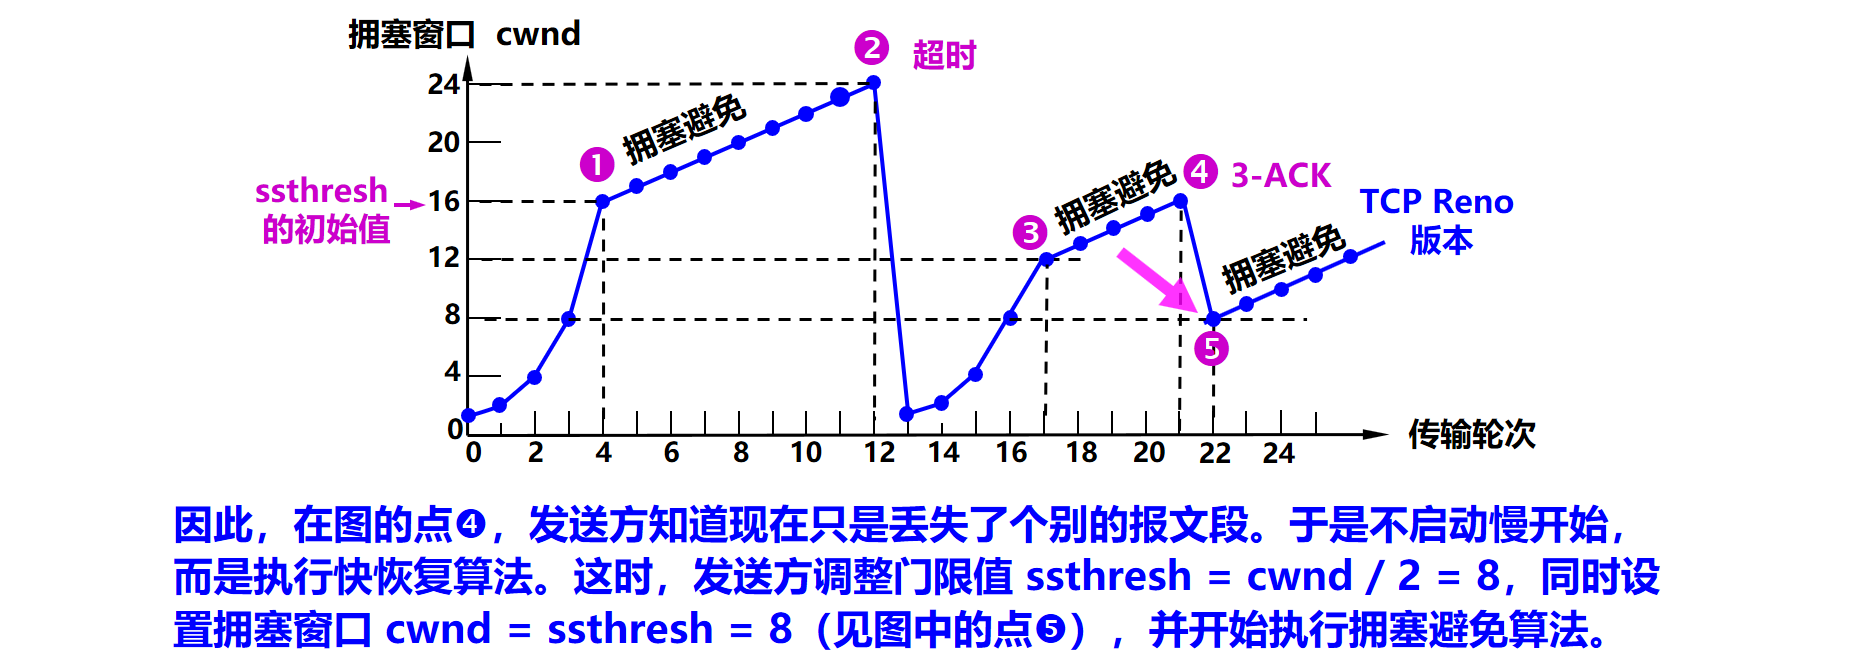 拥塞窗口 cwnd
❷ 超时
24
拥塞避免
20
❶
❹ 3-ACK
ssthresh
的初始值
16
拥塞避免
TCP Reno
版本
❸
拥塞避免
12
8
❺
4
0
传输轮次
0 2 4 6 8 10 12 14 16 18 20 22 24
因此，在图的点❹，发送方知道现在只是丢失了个别的报文段。于是不启动慢开始，
而是执行快恢复算法。这时，发送方调整门限值 ssthresh = cwnd / 2 = 8，同时设
置拥塞窗口 cwnd = ssthresh = 8（见图中的点❺），并开始执行拥塞避免算法。